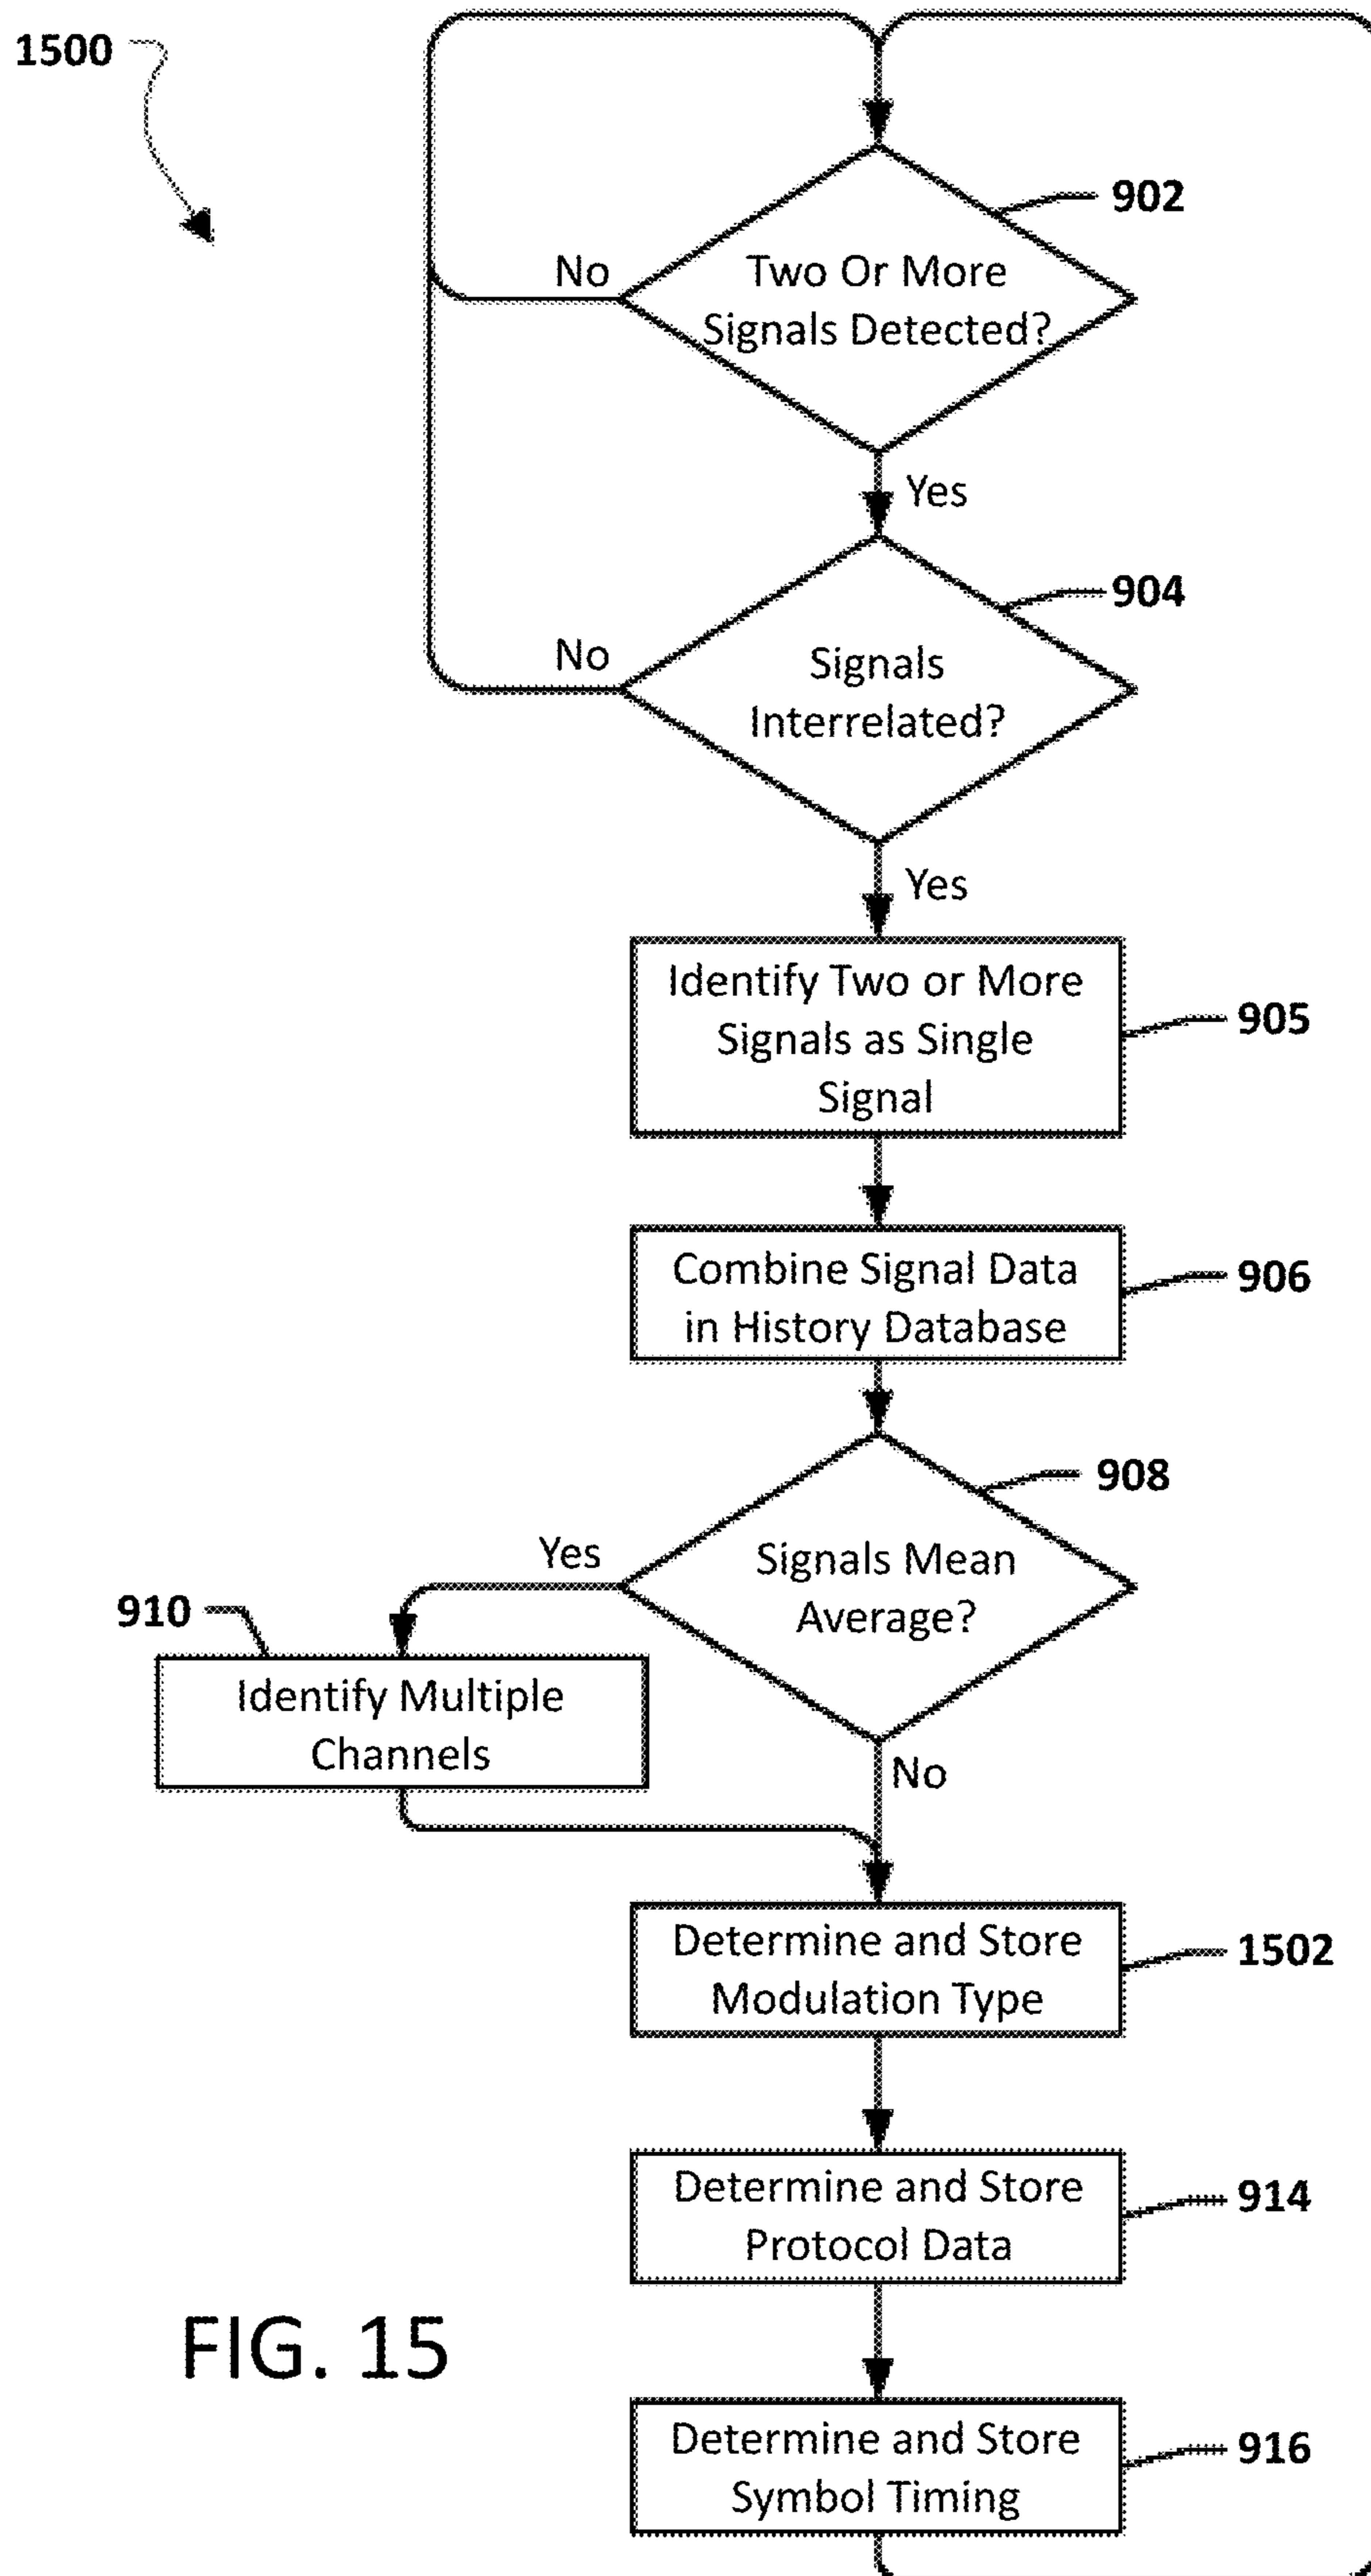 1500
902
No
Two Or More
Signals Detected?
Yes
904
No
Signals
Interrelated?
Yes
Identify Two or More
Signals as Single
Signal
905
Combine Signal Data
in History Database
906
908
Yes
Signals Mean
Average?
910
Identify Multiple
Channels
No
Determine and Store
Modulation Type
1502
Determine and Store
Protocol Data
914
FIG. 15
Determine and Store
Symbol Timing
916